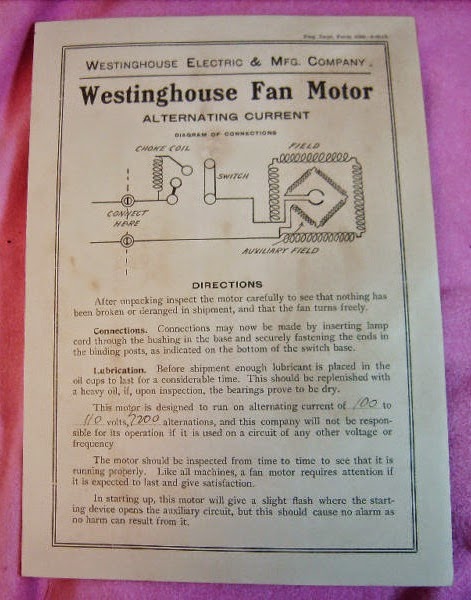 WESTINGHOUSE ELECTRIC & MFG. COMPANY.
Westinghouse Fan Motor
ALTERNATING CURRENT
DIAGRAM OF CONNECTIONS
CHOKE COIL
FIELD
SWITCH
CONNECT
HERE
AUXILIARY FIELD
DIRECTIONS
After unpacking inspect the motor carefully to see that nothing has
been broken or deranged in shipment, and that the fan turns freely.
Connections. Connections may now be made by inserting lamp
cord through the bushing in the base and securely fastening the ends in
the binding posts, as indicated on the bottom of the switch base.
Lubrication. Before shipment enough lubricant is placed in the
oil cups to last for a considerable time. This should be replenished with
a heavy oil, if, upon inspection, the bearings prove to be dry.
This motor is designed to run on alternating current of 100 to
110 volts, 7200 alternations, and this company will not be respon-
sible for its operation if it is used on a circuit of any other voltage or
frequency
The motor should be inspected from time to time to see that it is
running properly. Like all machines, a fan motor requires attention if
it is expected to last and give satisfaction.
In starting up, this motor will give a slight flash where the start-
ing device opens the auxiliary circuit, but this should cause no alarm as
no harm can result from it.